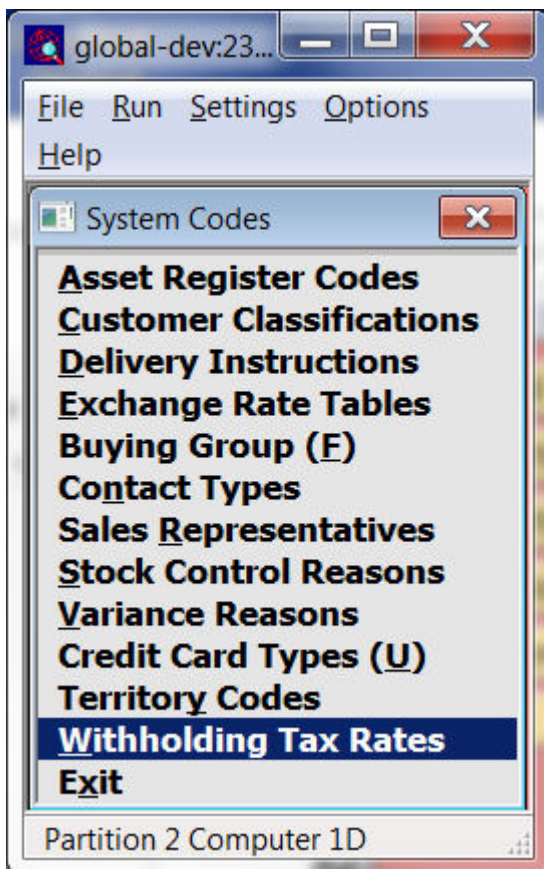 global-dev:23...
File Run Settings Options
Help
System Codes
Asset Register Codes
Customer Classifications
Delivery Instructions
Exchange Rate Tables
Buying Group (F)
Contact Types
Sales Representatives
Stock Control Reasons
Variance Reasons
Credit Card Types (U)
Territory Codes
Withholding Tax Rates
Exit
Partition 2 Computer 1D